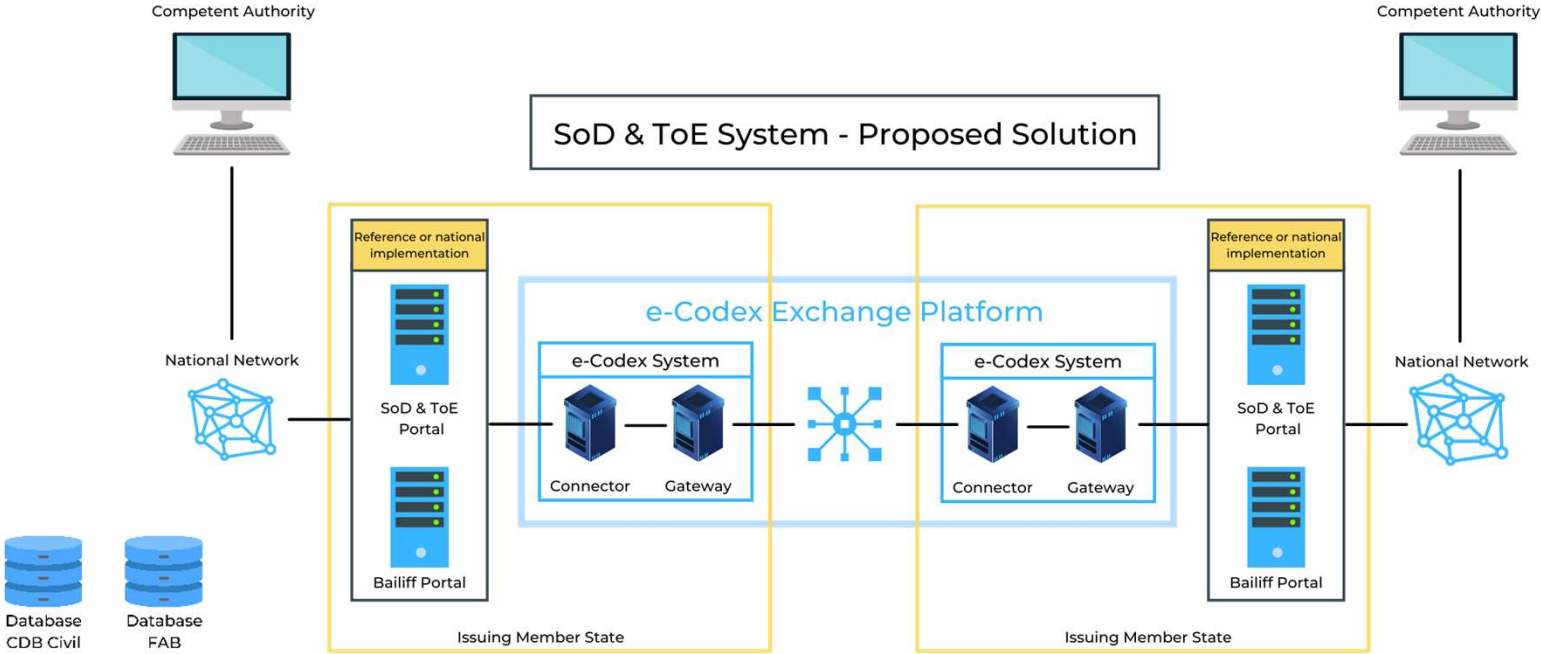 Competent Authority
Competent Authority
SoD & ToE System - Proposed Solution
Reference or national
implementation
Reference or national
implementation
e-Codex Exchange Platform
National Network
e-Codex System
e-Codex System
National Network
SoD & ToE
Portal
SoD & ToE
Portal
Connector
Gateway
Connector
Gateway
Bailiff Portal
Bailiff Portal
Database
CDB Civil
Database
FAB
Issuing Member State
Issuing Member State